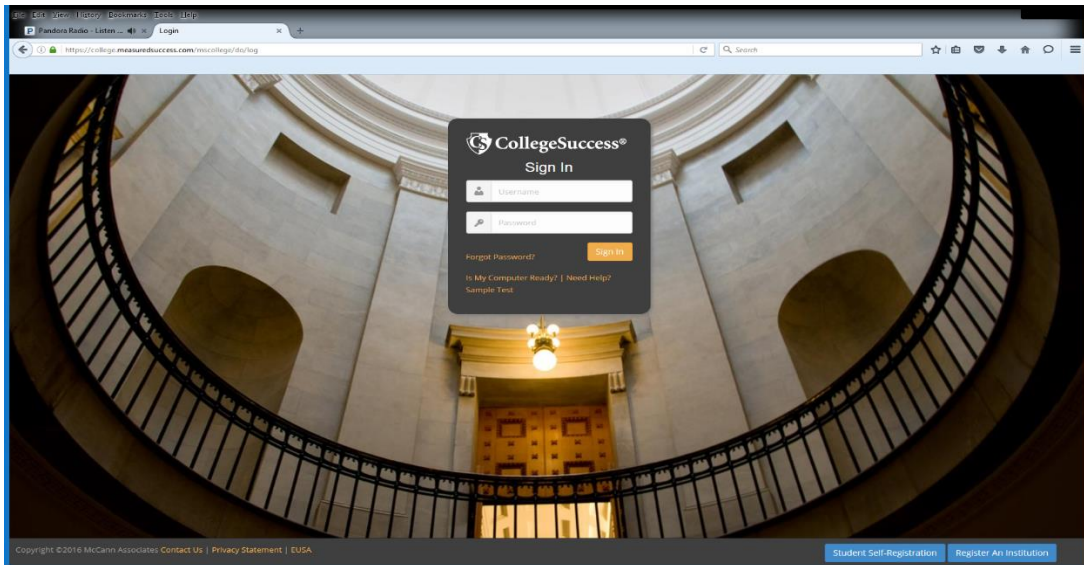 File Edit View History Bookmarks Tools Help
Pandora Radio - Listen ... × Login × +
https://college.measuredsuccess.com/mscollege/do/log Search
CS CollegeSuccess®
Sign In
Username
Password
Forgot Password? Sign In
Is My Computer Ready? | Need Help?
Sample Test
Copyright ©2016 McCann Associates Contact Us | Privacy Statement | EUSA
Student Self-Registration Register An Institution